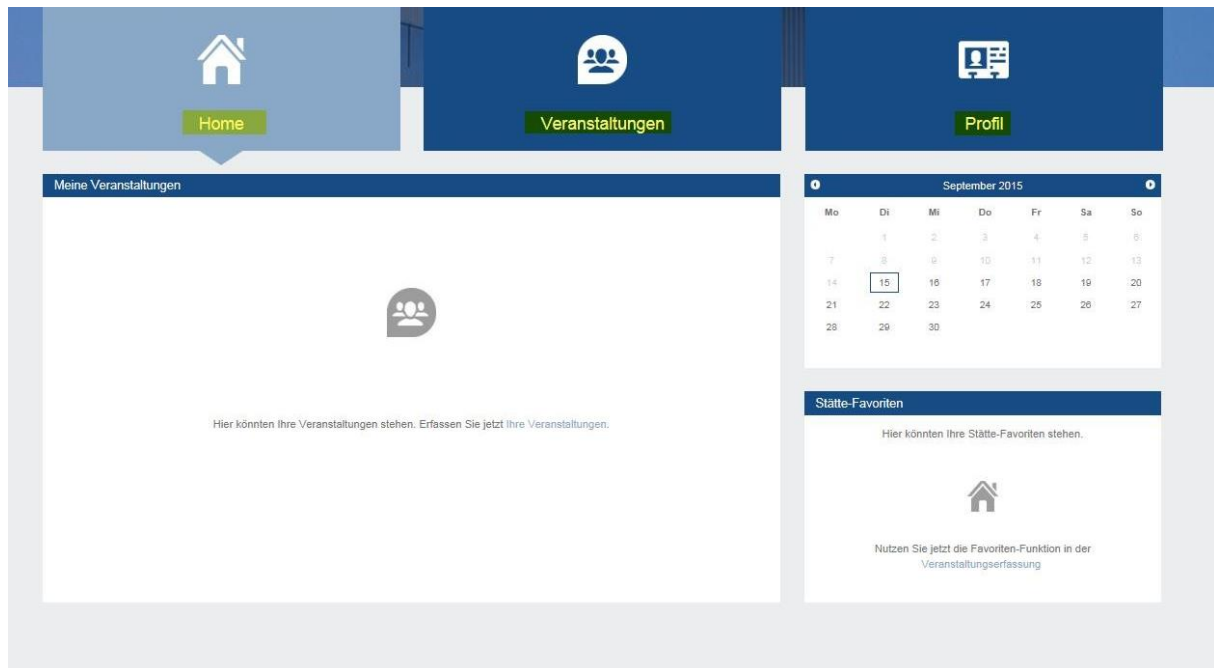 Home
Veranstaltungen
Profil
Meine Veranstaltungen
Hier könnten Ihre Veranstaltungen stehen. Erfassen Sie jetzt Ihre Veranstaltungen.
September 2015
Mo Di Mi Do Fr Sa So
1 2 3 4 5 6
7 8 9 10 11 12 13
14 15 16 17 18 19 20
21 22 23 24 25 26 27
28 29 30
Stätte-Favoriten
Hier könnten Ihre Stätte-Favoriten stehen.
Nutzen Sie jetzt die Favoriten-Funktion in der
Veranstaltungserfassung